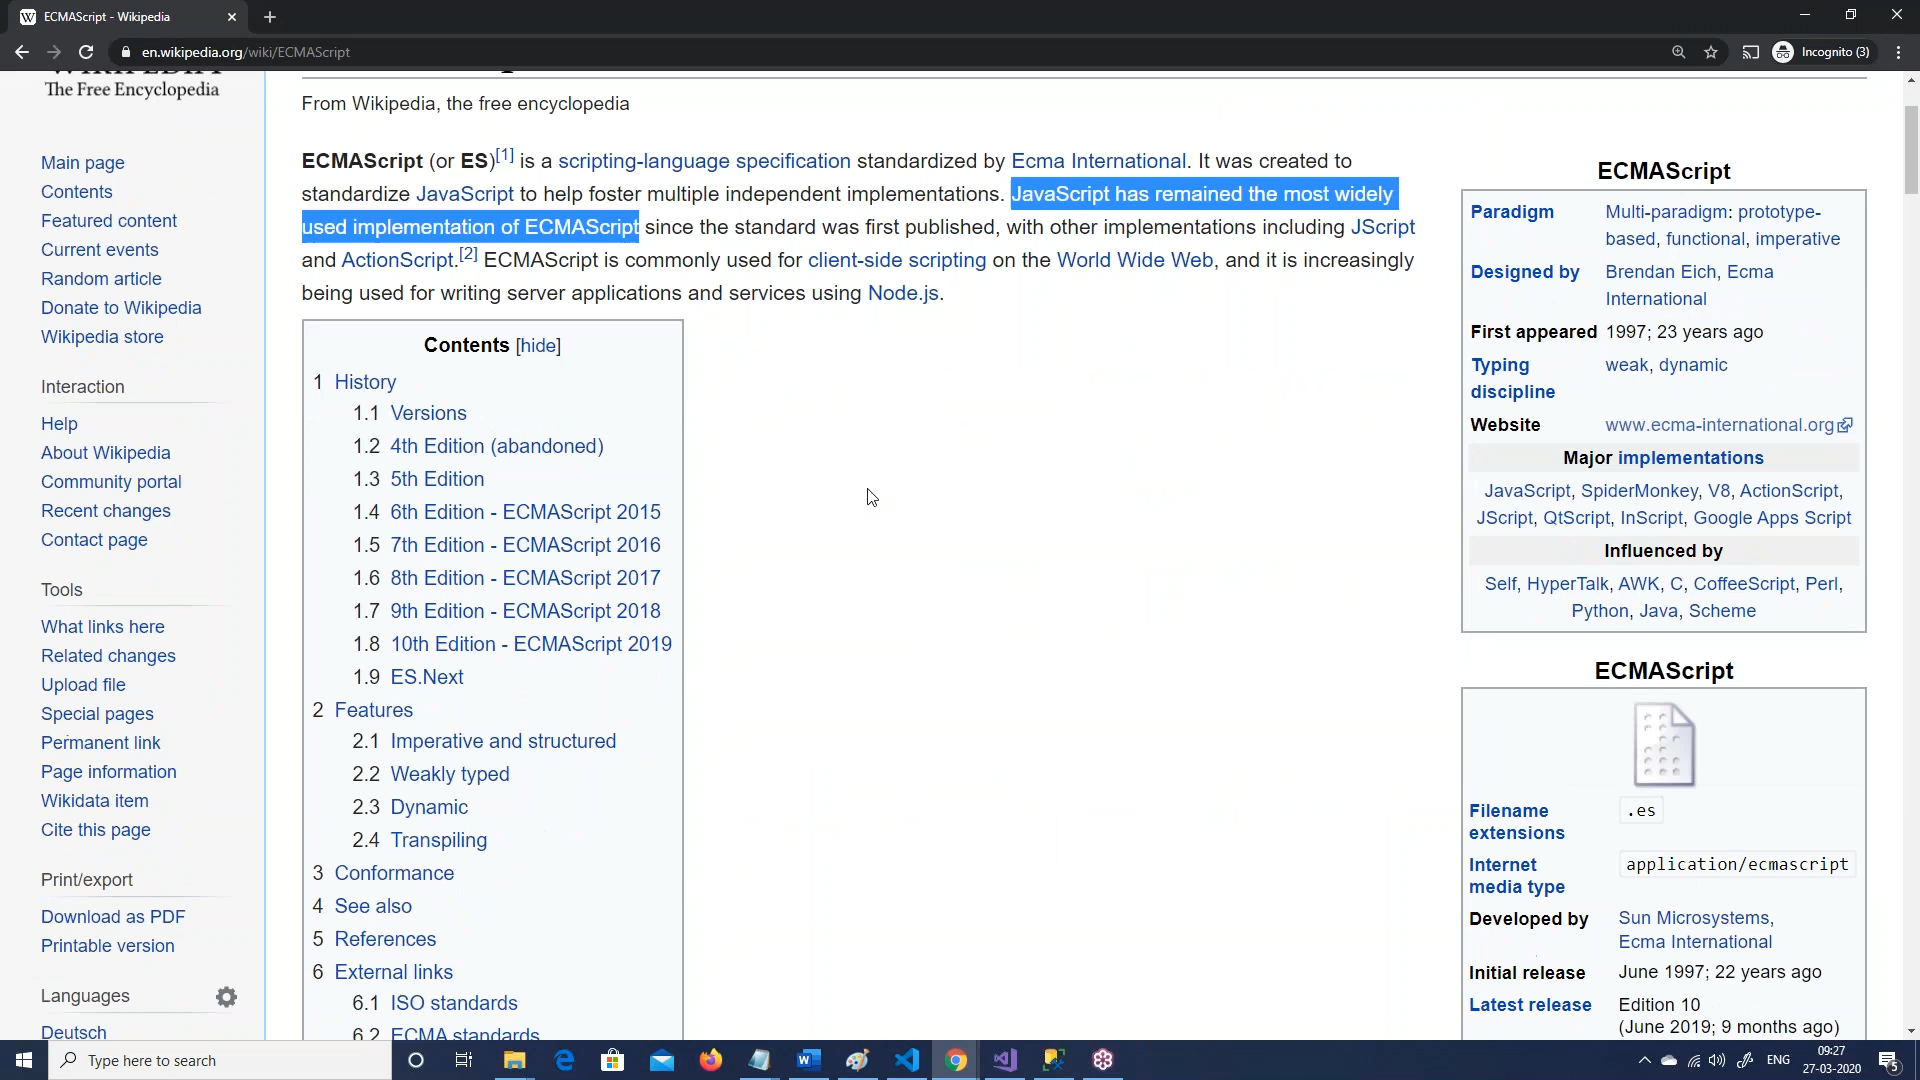 ECMAScript - Wikipedia
en.wikipedia.org/wiki/ECMAScript
Incognito (3)
The Free Encyclopedia
Main page
Contents
Featured content
Current events
Random article
Donate to Wikipedia
Wikipedia store
Interaction
Help
About Wikipedia
Community portal
Recent changes
Contact page
Tools
What links here
Related changes
Upload file
Special pages
Permanent link
Page information
Wikidata item
Cite this page
Print/export
Download as PDF
Printable version
Languages
Deutsch
From Wikipedia, the free encyclopedia
ECMAScript (or ES)[1] is a scripting-language specification standardized by Ecma International. It was created to
standardize JavaScript to help foster multiple independent implementations. JavaScript has remained the most widely
used implementation of ECMAScript since the standard was first published, with other implementations including JScript
and ActionScript.[2] ECMAScript is commonly used for client-side scripting on the World Wide Web, and it is increasingly
being used for writing server applications and services using Node.js.
Contents [hide]
1 History
1.1 Versions
1.2 4th Edition (abandoned)
1.3 5th Edition
1.4 6th Edition - ECMAScript 2015
1.5 7th Edition - ECMAScript 2016
1.6 8th Edition - ECMAScript 2017
1.7 9th Edition - ECMAScript 2018
1.8 10th Edition - ECMAScript 2019
1.9 ES.Next
2 Features
2.1 Imperative and structured
2.2 Weakly typed
2.3 Dynamic
2.4 Transpiling
3 Conformance
4 See also
5 References
6 External links
6.1 ISO standards
6.2 ECMA standards
ECMAScript
Paradigm Multi-paradigm: prototype-
based, functional, imperative
Designed by Brendan Eich, Ecma
International
First appeared 1997; 23 years ago
Typing weak, dynamic
discipline
Website www.ecma-international.org
Major implementations
JavaScript, SpiderMonkey, V8, ActionScript,
JScript, QtScript, InScript, Google Apps Script
Influenced by
Self, HyperTalk, AWK, C, CoffeeScript, Perl,
Python, Java, Scheme
ECMAScript
Filename .es
extensions
Internet application/ecmascript
media type
Developed by Sun Microsystems,
Ecma International
Initial release June 1997; 22 years ago
Latest release Edition 10
(June 2019; 9 months ago)
Type here to search
ENG
09:27
27-03-2020
5